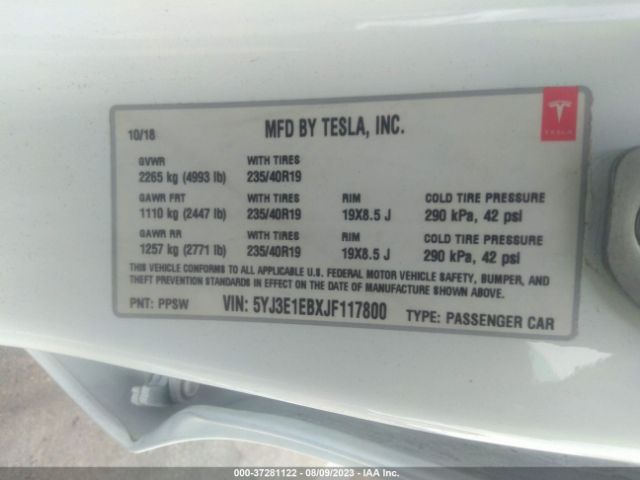 10/18 MFD BY TESLA, INC.
TESLA
GVWR WITH TIRES
2265 kg (4993 lb) 235/40R19
GAWR FRT WITH TIRES RIM COLD TIRE PRESSURE
1110 kg (2447 lb) 235/40R19 19X8.5 J 290 kPa, 42 psi
GAWR RR WITH TIRES RIM COLD TIRE PRESSURE
1257 kg (2771 lb) 235/40R19 19X8.5 J 290 kPa, 42 psi
THIS VEHICLE CONFORMS TO ALL APPLICABLE U.S. FEDERAL MOTOR VEHICLE SAFETY, BUMPER, AND
THEFT PREVENTION STANDARDS IN EFFECT ON THE DATE OF MANUFACTURE SHOWN ABOVE.
PNT: PPSW VIN: 5YJ3E1EBXJF117800 TYPE: PASSENGER CAR
000-37281122 - 08/09/2023 - IAA Inc.